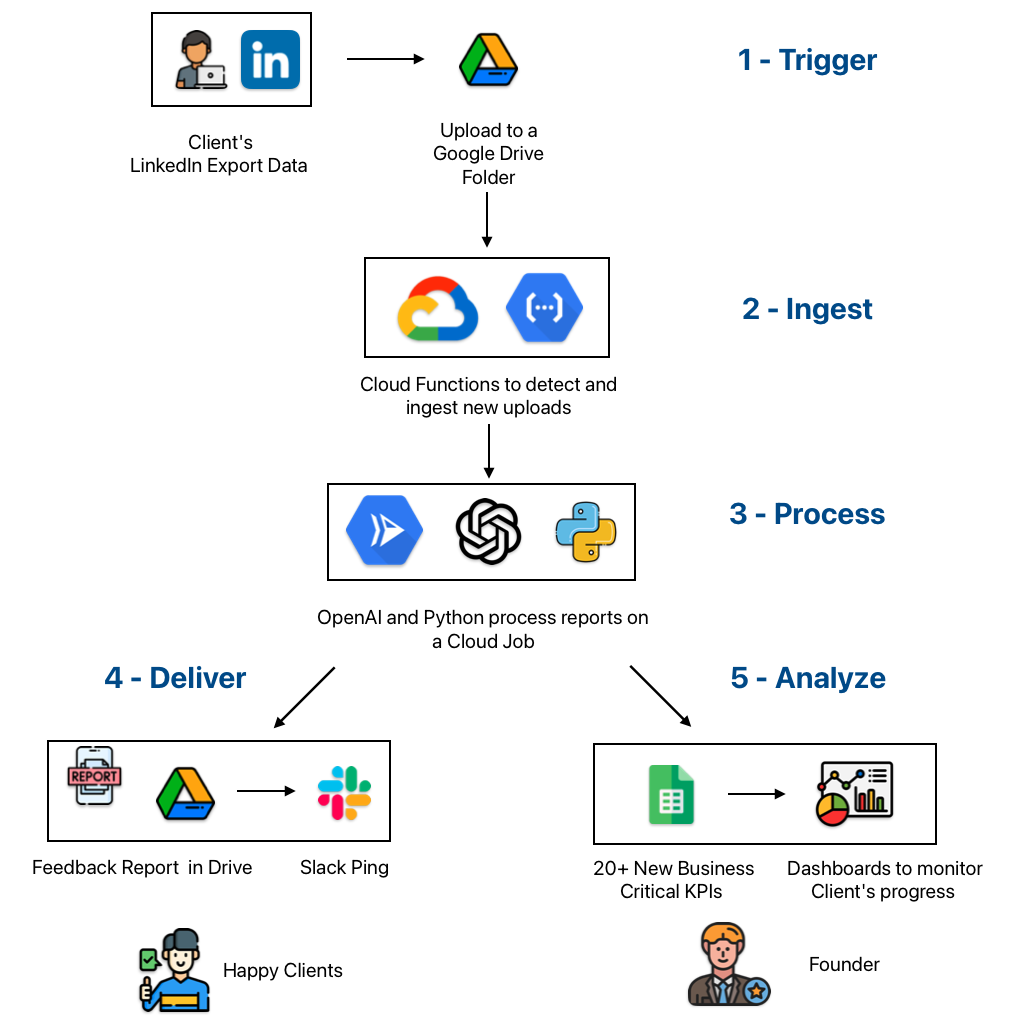 in
1 - Trigger
Client's
LinkedIn Export Data
Upload to a
Google Drive
Folder
2 - Ingest
Cloud Functions to detect and
ingest new uploads
3 - Process
OpenAI and Python process reports on
a Cloud Job
4 - Deliver
5 - Analyze
REPORT
Feedback Report  in Drive
Slack Ping
20+ New Business
Critical KPIs
Dashboards to monitor
Client's progress
Happy Clients
Founder